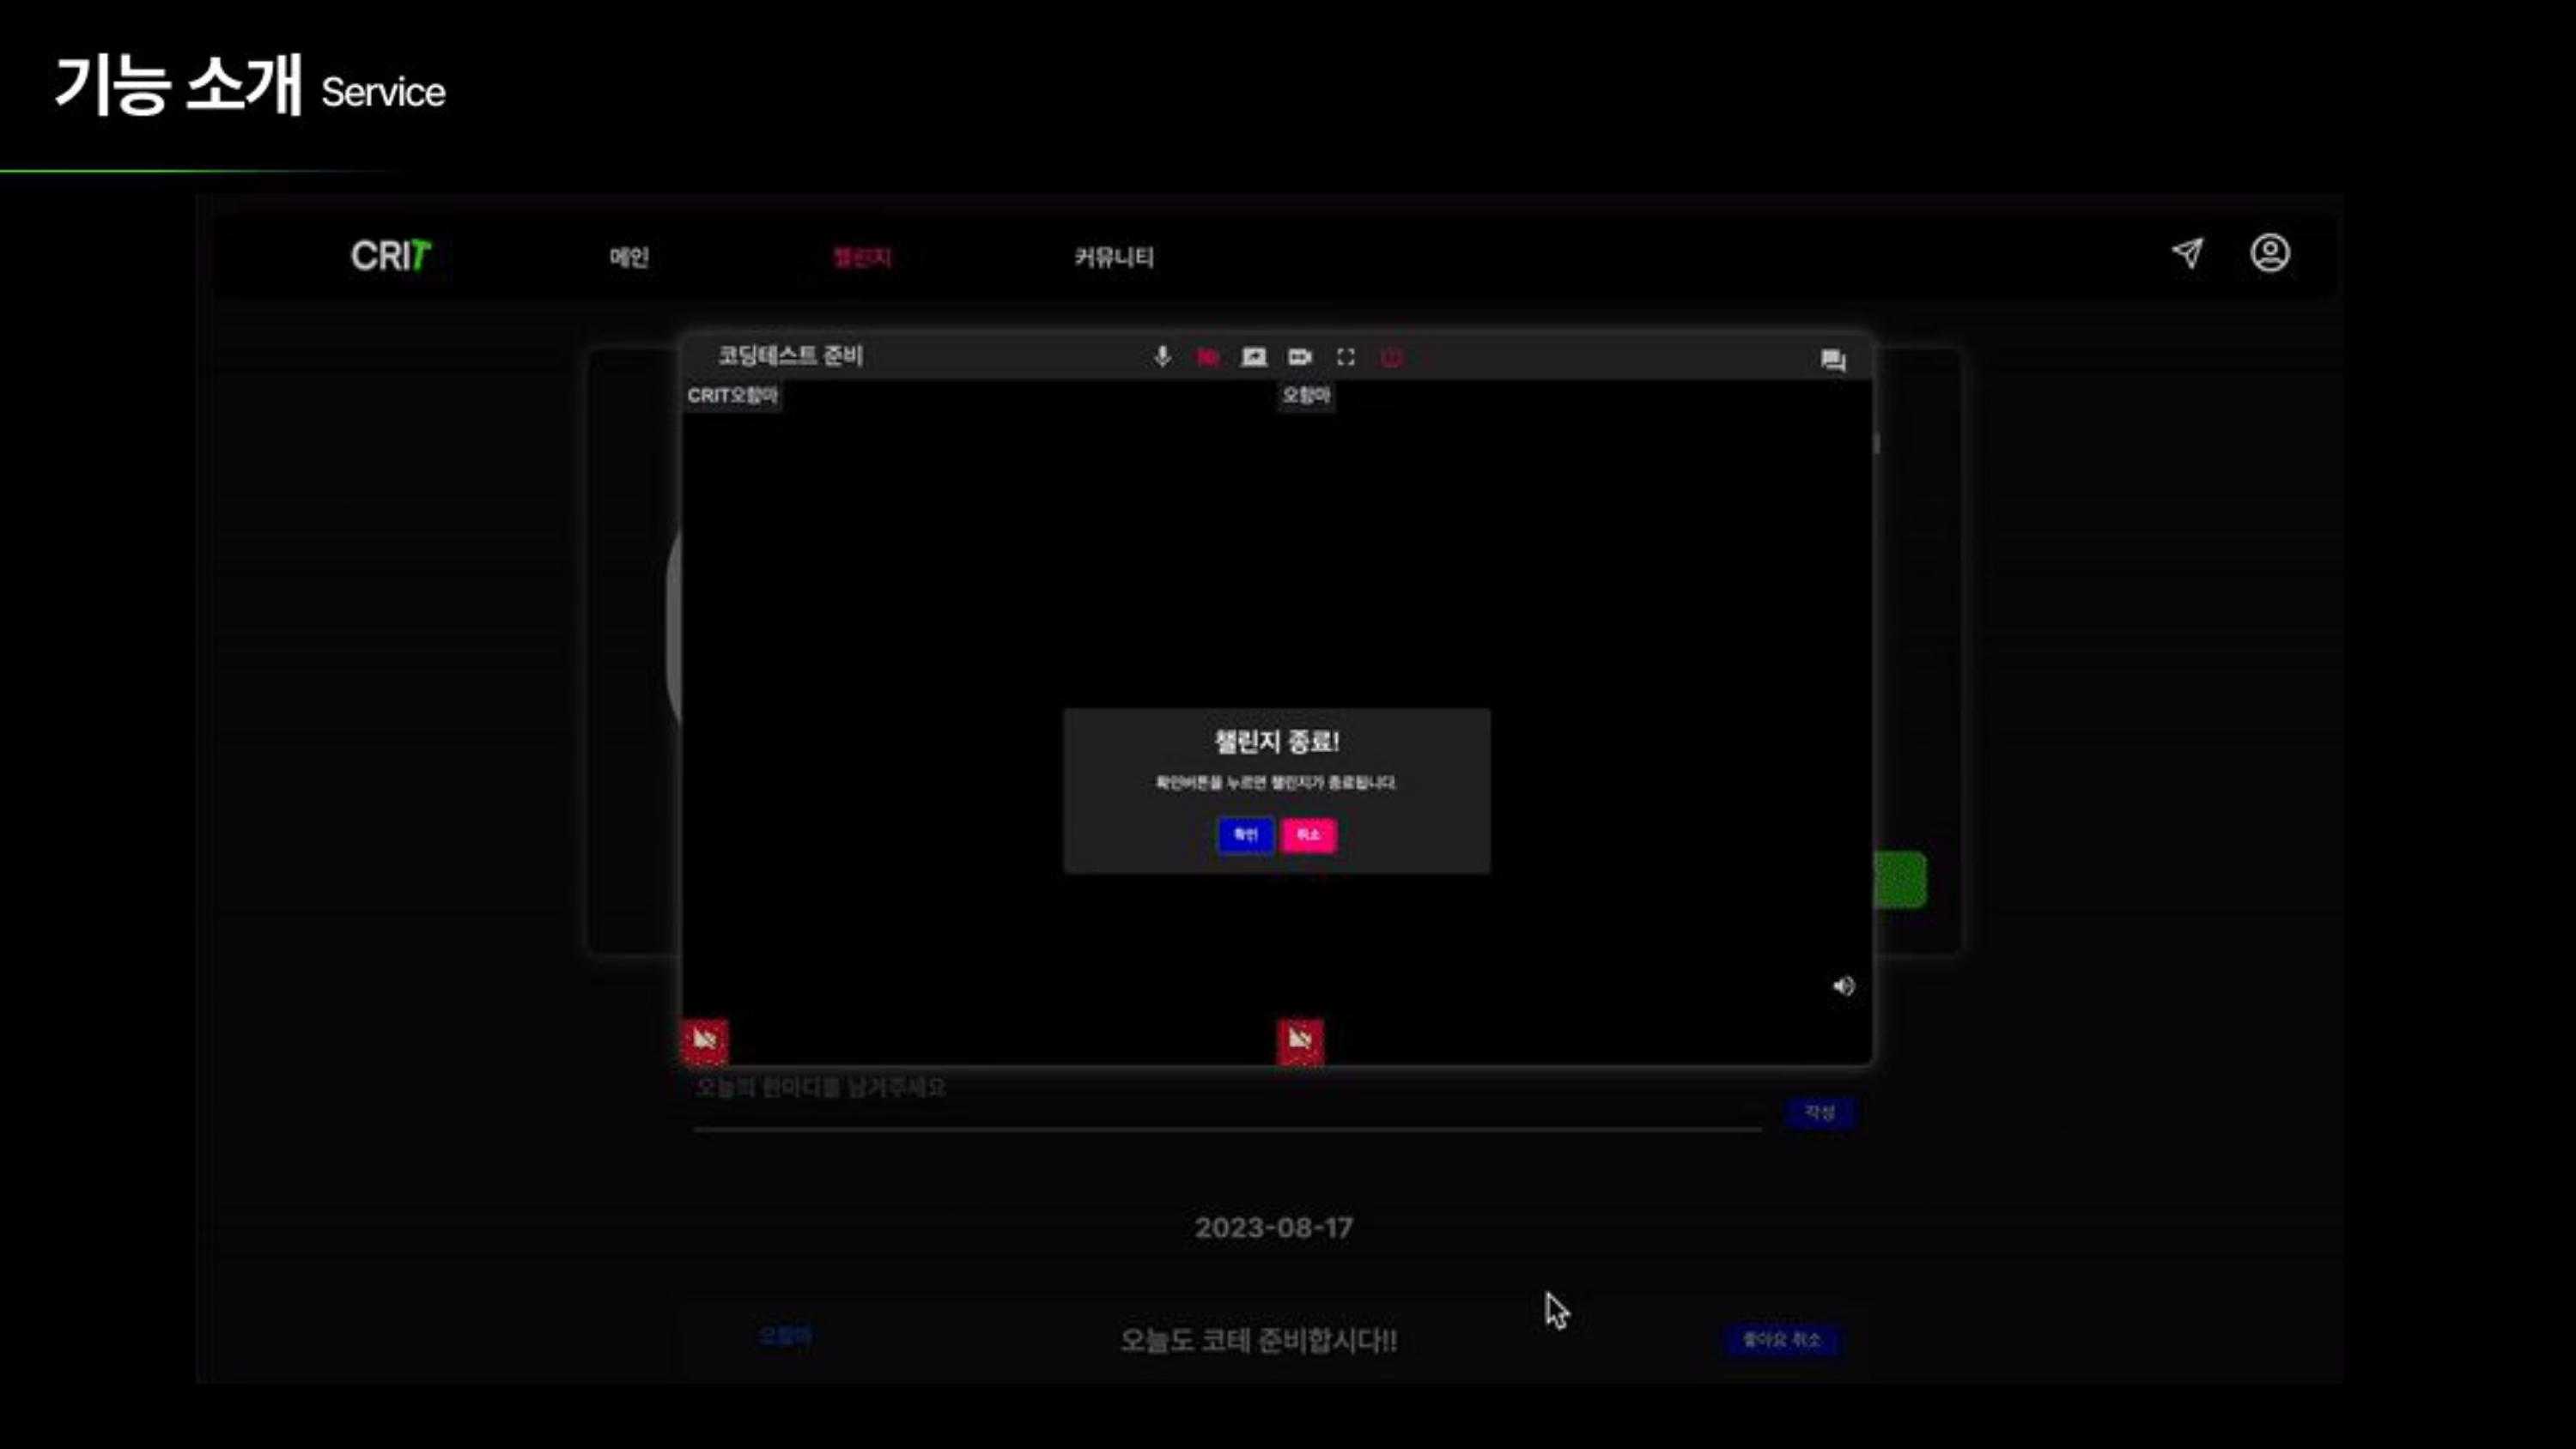 기능 소개 Service
CRIT 메인 챌린지 커뮤니티
코딩테스트 준비
CRIT오함마 오함마
챌린지 종료!
확인버튼을 누르면 챌린지가 종료됩니다.
확인 취소
오늘의 한마디를 남겨주세요
작성
2023-08-17
오함마 오늘도 코테 준비합시다!! 좋아요 취소